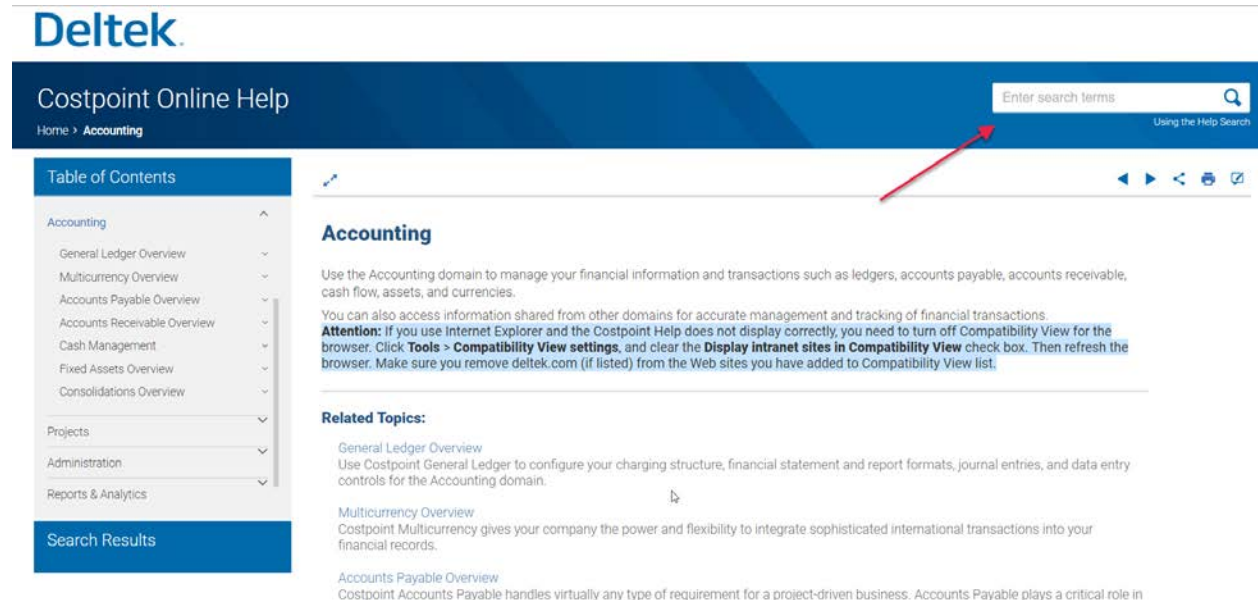 Deltek
Costpoint Online Help
Home > Accounting
Enter search terms
Using the Help Search
Table of Contents
Accounting
General Ledger Overview
Multicurrency Overview
Accounts Payable Overview
Accounts Receivable Overview
Cash Management
Fixed Assets Overview
Consolidations Overview
Projects
Administration
Reports & Analytics
Search Results
Accounting
Use the Accounting domain to manage your financial information and transactions such as ledgers, accounts payable, accounts receivable,
cash flow, assets, and currencies.
You can also access information shared from other domains for accurate management and tracking of financial transactions.
Attention: If you use Internet Explorer and the Costpoint Help does not display correctly, you need to turn off Compatibility View for the
browser. Click Tools > Compatibility View settings, and clear the Display intranet sites in Compatibility View check box. Then refresh the
browser. Make sure you remove deltek.com (if listed) from the Web sites you have added to Compatibility View list.
Related Topics:
General Ledger Overview
Use Costpoint General Ledger to configure your charging structure, financial statement and report formats, journal entries, and data entry
controls for the Accounting domain.
Multicurrency Overview
Costpoint Multicurrency gives your company the power and flexibility to integrate sophisticated international transactions into your
financial records.
Accounts Payable Overview
Costpoint Accounts Payable handles virtually any type of requirement for a project-driven business. Accounts Payable plays a critical role in